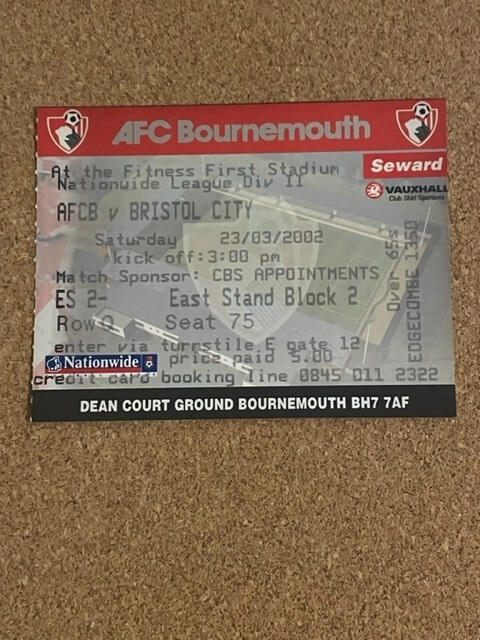 AFC Bournemouth
Seward
VAUXHALL
Club Shirt Sponsors
At the Fitness First Stadium
Nationwide League Div II
AFCB v BRISTOL CITY
Saturday 23/03/2002
kick off:3:00 pm
Match Sponsor: CBS APPOINTMENTS
ES 2- East Stand Block 2
Row Q Seat 75
enter via turnstile E gate 12
Nationwide price paid 5.00
credit card booking line 0845 011 2322
Over 65s
EDGECOMBE 1350
DEAN COURT GROUND BOURNEMOUTH BH7 7AF